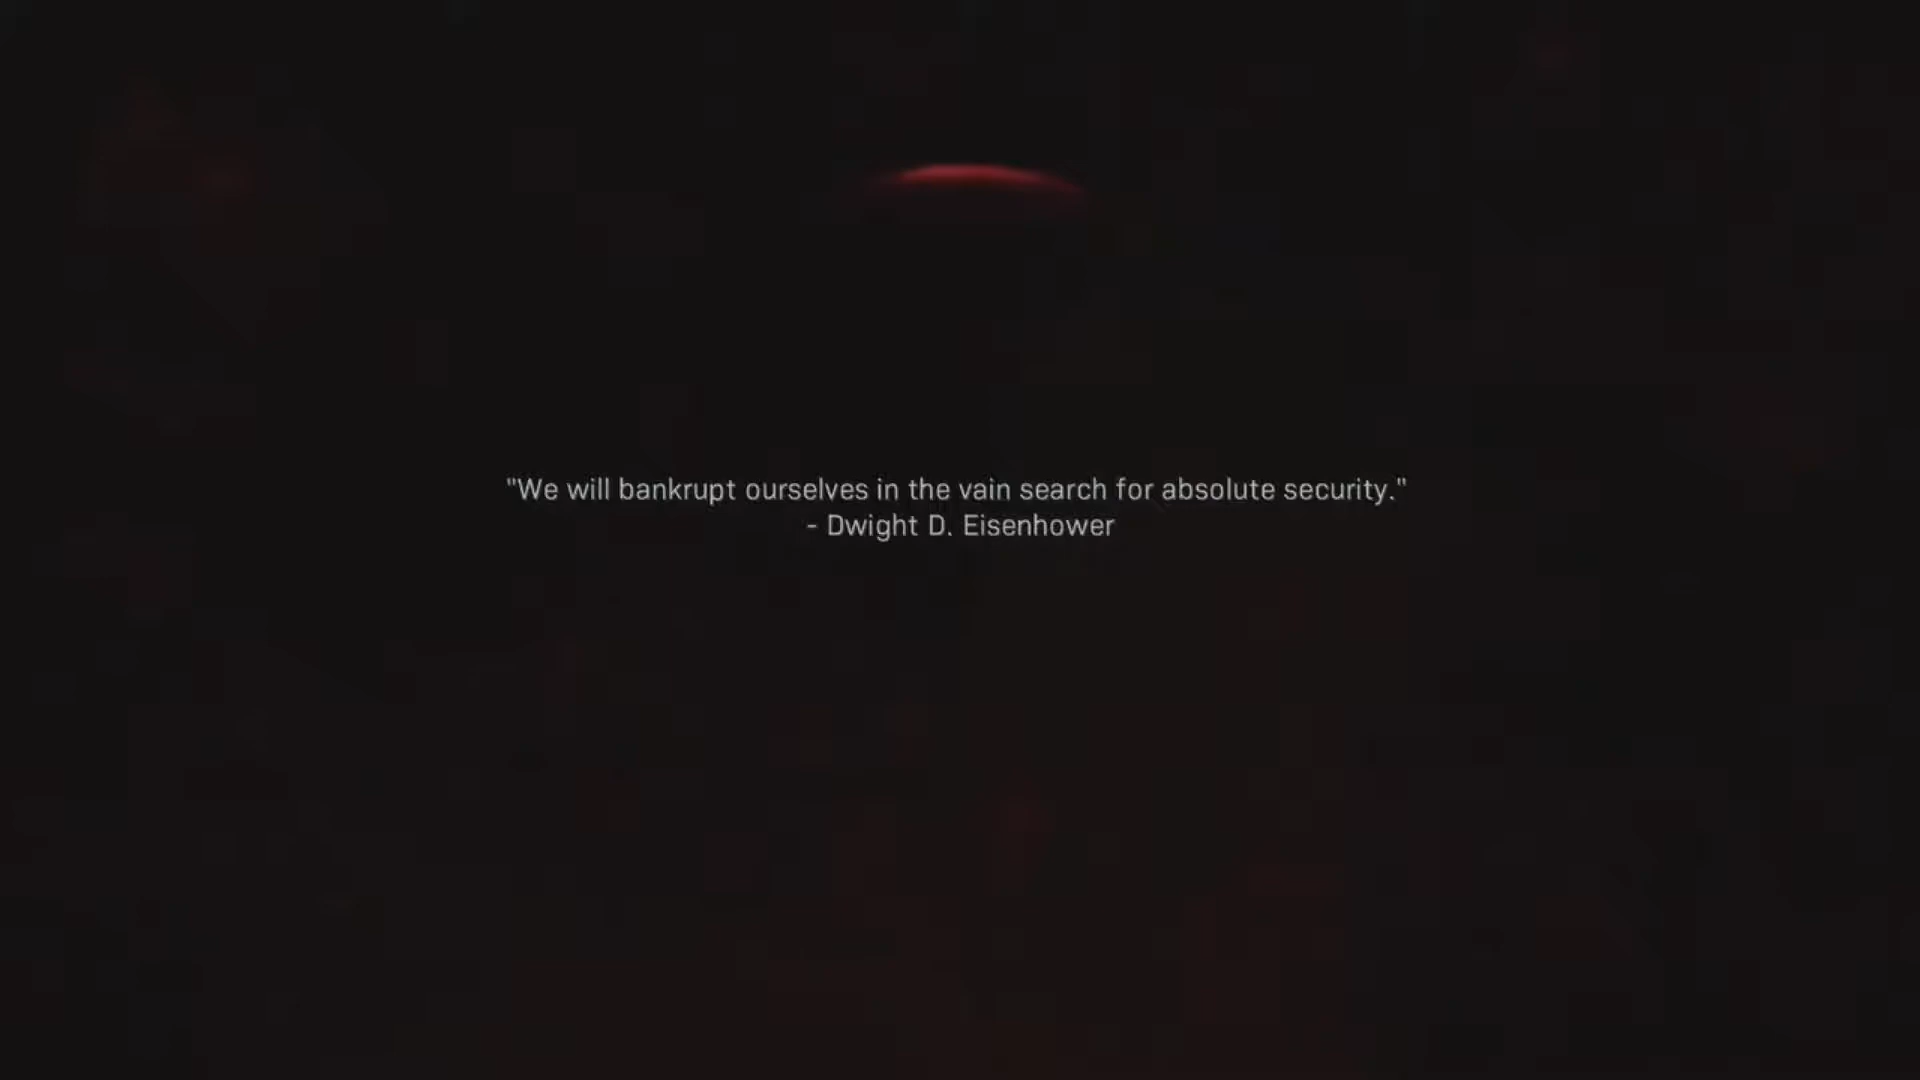 "We will bankrupt ourselves in the vain search for absolute security."
- Dwight D. Eisenhower